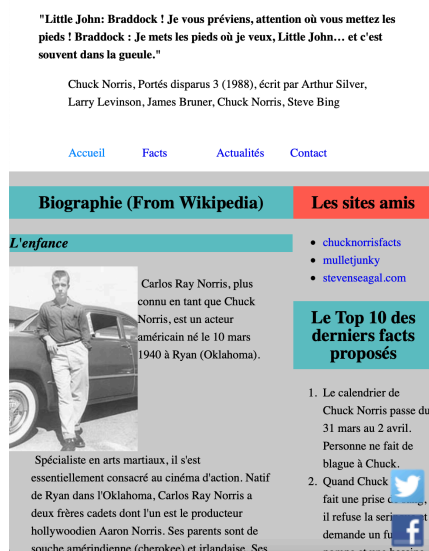 "Little John: Braddock ! Je vous préviens, attention où vous mettez les
pieds ! Braddock : Je mets les pieds où je veux, Little John… et c'est
souvent dans la gueule."
Chuck Norris, Portés disparus 3 (1988), écrit par Arthur Silver,
Larry Levinson, James Bruner, Chuck Norris, Steve Bing
Accueil Facts Actualités Contact
Biographie (From Wikipedia)
L'enfance
Carlos Ray Norris, plus
connu en tant que Chuck
Norris, est un acteur
américain né le 10 mars
1940 à Ryan (Oklahoma).
Spécialiste en arts martiaux, il s'est
essentiellement consacré au cinéma d'action. Natif
de Ryan dans l'Oklahoma, Carlos Ray Norris a
deux frères cadets dont l'un est le producteur
hollywoodien Aaron Norris. Ses parents sont de
souche amérindienne (cherokee) et irlandaise. Ses
Les sites amis
chucknorrisfacts
mulletjunky
stevenseagal.com
Le Top 10 des
derniers facts
proposés
1. Le calendrier de
Chuck Norris passe du
31 mars au 2 avril.
Personne ne fait de
blague à Chuck.
2. Quand Chuck
fait une prise
il refuse la
demande un